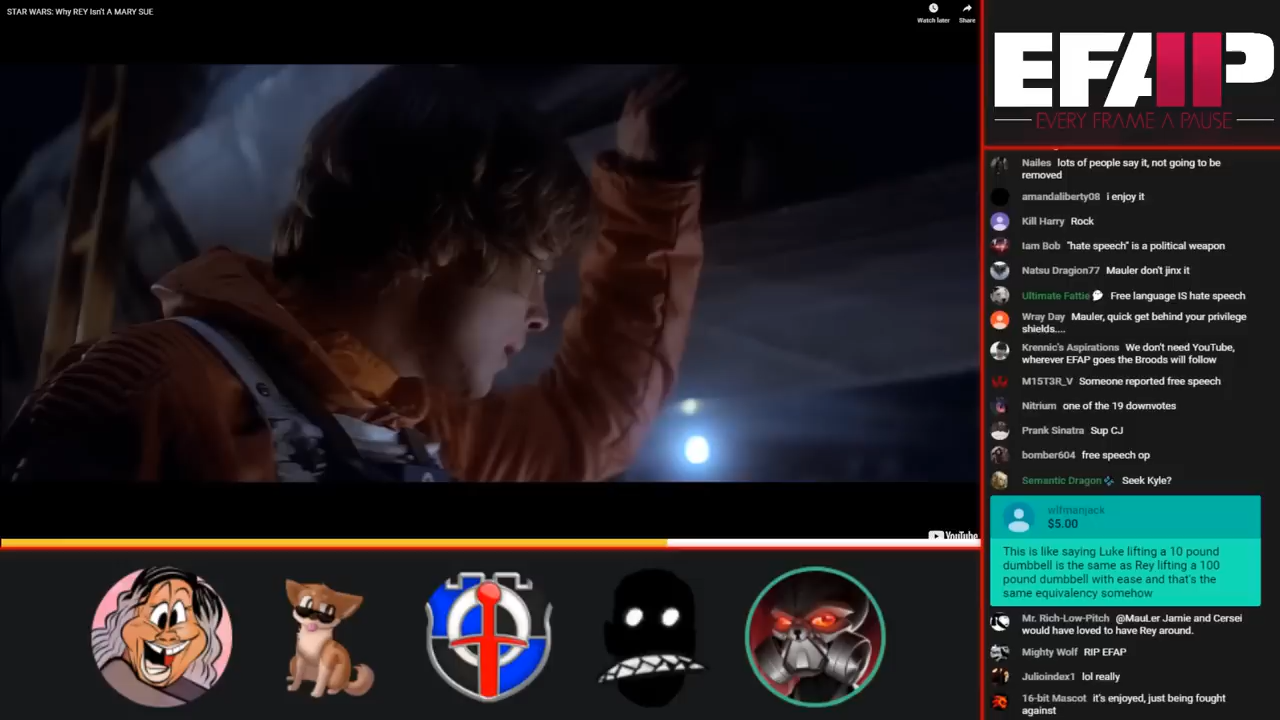 STAR WARS: Why REY Isn't A MARY SUE
Watch later
Share
YouTube
EFAP
EVERY FRAME A PAUSE
Nailes lots of people say it, not going to be
removed
amandaliberty08 i enjoy it
Kill Harry Rock
Iam Bob "hate speech" is a political weapon
Natsu Dragion77 Mauler don't jinx it
Ultimate Fattie Free language IS hate speech
Wray Day Mauler, quick get behind your privilege
shields....
Krennic's Aspirations We don't need YouTube,
wherever EFAP goes the Broods will follow
M15T3R_V Someone reported free speech
Nitrium one of the 19 downvotes
Prank Sinatra Sup CJ
bomber604 free speech op
Semantic Dragon Seek Kyle?
wlfmanjack
$5.00
This is like saying Luke lifting a 10 pound
dumbbell is the same as Rey lifting a 100
pound dumbbell with ease and that's the
same equivalency somehow
Mr. Rich-Low-Pitch @MauLer Jamie and Cersei
would have loved to have Rey around.
Mighty Wolf RIP EFAP
Julioindex1 lol really
16-bit Mascot it's enjoyed, just being fought
against